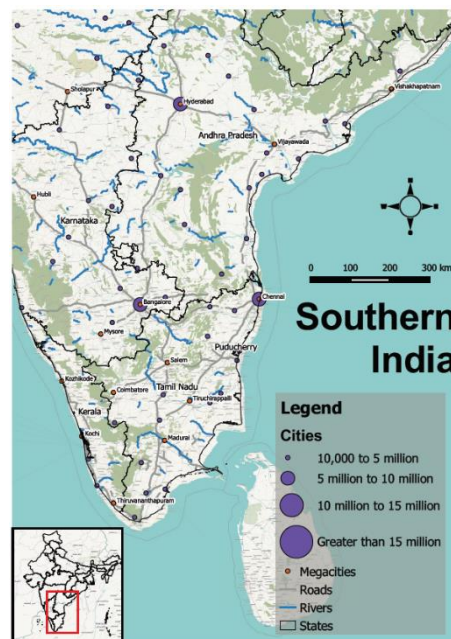 Vishakhapatnam
Sholapur
Hyderabad
Andhra Pradesh
Vijayawada
Hubli
Karnataka
Bangalore
Chennai
Mysore
0 100 200 300 km
Southern
India
Puducherry
Salem
Kozhikode
Coimbatore
Tamil Nadu
Tiruchirappalli
Kerala
Kochi
Madurai
Thiruvananthapuram
Legend
Cities
10,000 to 5 million
5 million to 10 million
10 million to 15 million
Greater than 15 million
Megacities
Roads
Rivers
States